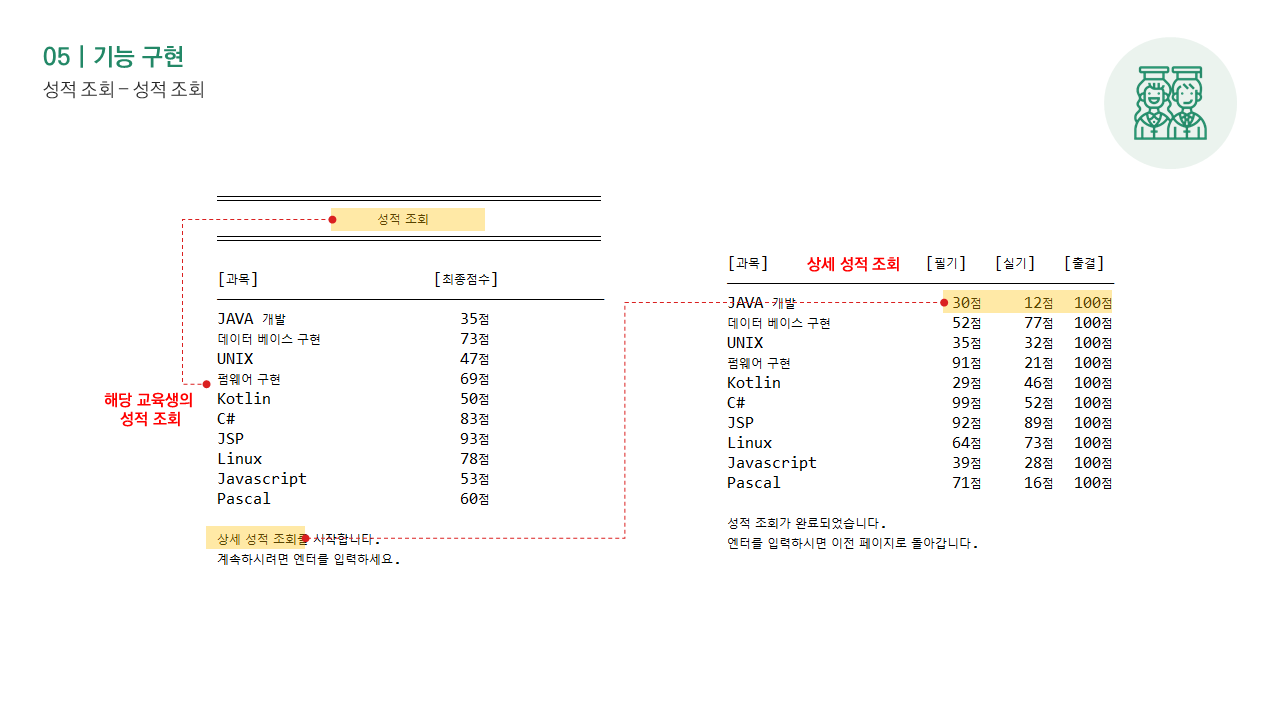 05 | 기능 구현
성적 조회 – 성적 조회
성적 조회
[과목] [최종점수]
JAVA 개발 35점
데이터 베이스 구현 73점
UNIX 47점
펌웨어 구현 69점
Kotlin 50점
C# 83점
JSP 93점
Linux 78점
Javascript 53점
Pascal 60점
해당 교육생의
성적 조회
상세 성적 조회를 시작합니다.
계속하시려면 엔터를 입력하세요.
[과목] 상세 성적 조회 [필기] [실기] [출결]
JAVA 개발 30점 12점 100점
데이터 베이스 구현 52점 77점 100점
UNIX 35점 32점 100점
펌웨어 구현 91점 21점 100점
Kotlin 29점 46점 100점
C# 99점 52점 100점
JSP 92점 89점 100점
Linux 64점 73점 100점
Javascript 39점 28점 100점
Pascal 71점 16점 100점
성적 조회가 완료되었습니다.
엔터를 입력하시면 이전 페이지로 돌아갑니다.